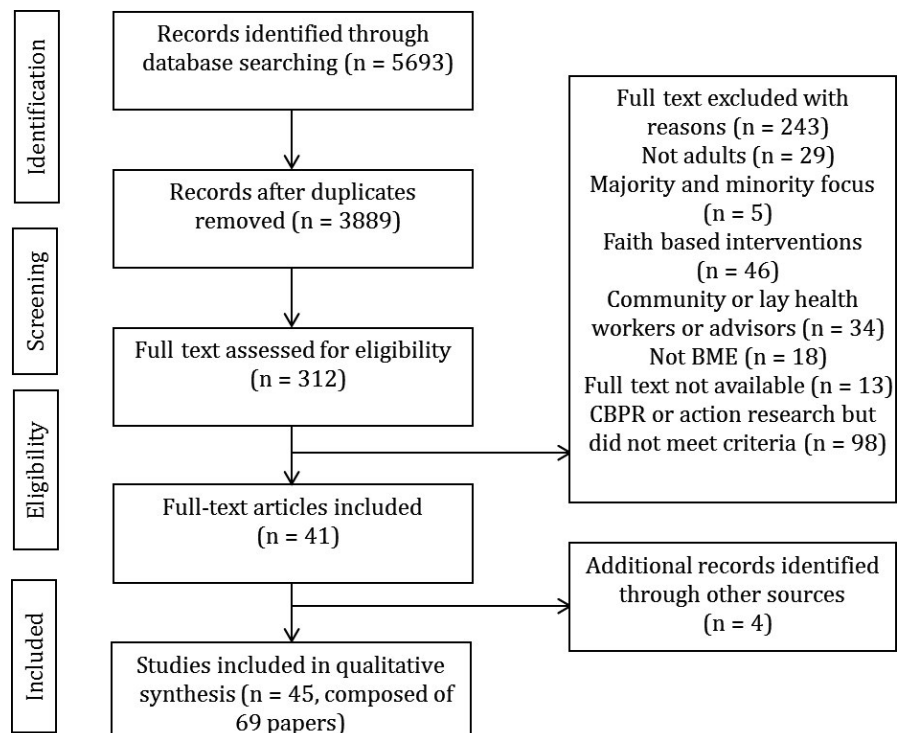 Identification
Records identified through
database searching (n = 5693)
Records after duplicates
removed (n = 3889)
Screening
Full text assessed for eligibility
(n = 312)
Full text excluded with
reasons (n = 243)
Not adults (n = 29)
Majority and minority focus
(n = 5)
Faith based interventions
(n = 46)
Community or lay health
workers or advisors (n = 34)
Not BME (n = 18)
Full text not available (n = 13)
CBPR or action research but
did not meet criteria (n = 98)
Eligibility
Full-text articles included
(n = 41)
Additional records identified
through other sources
(n = 4)
Included
Studies included in qualitative
synthesis (n = 45, composed of
69 papers)